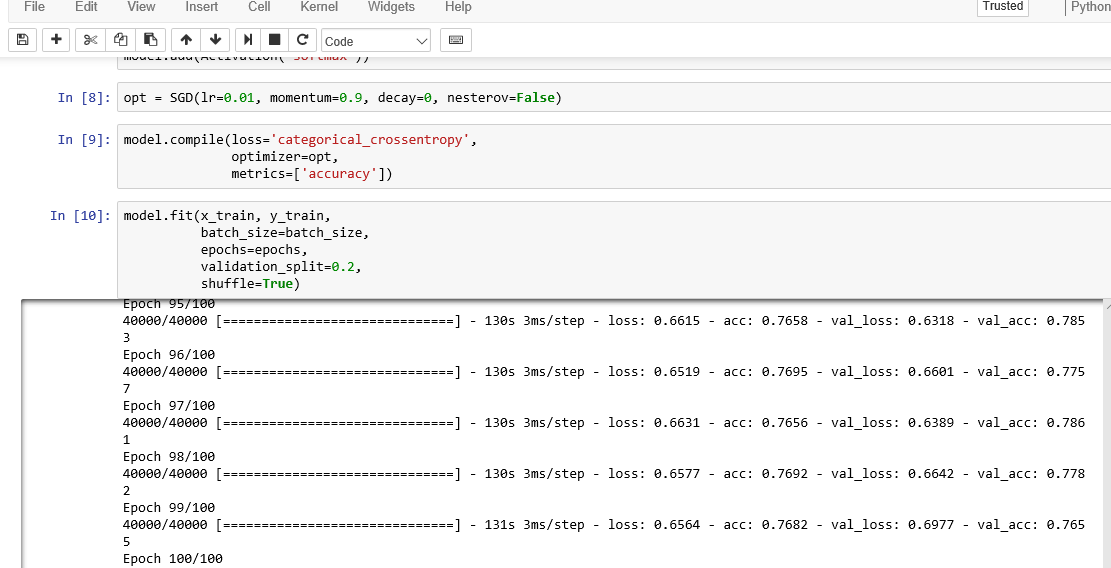 File Edit View Insert Cell Kernel Widgets Help Trusted Python
Code
model.add(Activation('softmax'))
In [8]: opt = SGD(lr=0.01, momentum=0.9, decay=0, nesterov=False)
In [9]: model.compile(loss='categorical_crossentropy',
optimizer=opt,
metrics=['accuracy'])
In [10]: model.fit(x_train, y_train,
batch_size=batch_size,
epochs=epochs,
validation_split=0.2,
shuffle=True)
Epoch 95/100
40000/40000 [==============================] - 130s 3ms/step - loss: 0.6615 - acc: 0.7658 - val_loss: 0.6318 - val_acc: 0.785
3
Epoch 96/100
40000/40000 [==============================] - 130s 3ms/step - loss: 0.6519 - acc: 0.7695 - val_loss: 0.6601 - val_acc: 0.775
7
Epoch 97/100
40000/40000 [==============================] - 130s 3ms/step - loss: 0.6631 - acc: 0.7656 - val_loss: 0.6389 - val_acc: 0.786
1
Epoch 98/100
40000/40000 [==============================] - 130s 3ms/step - loss: 0.6577 - acc: 0.7692 - val_loss: 0.6642 - val_acc: 0.778
2
Epoch 99/100
40000/40000 [==============================] - 131s 3ms/step - loss: 0.6564 - acc: 0.7682 - val_loss: 0.6977 - val_acc: 0.765
5
Epoch 100/100